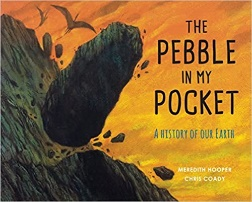 THE
PEBBLE
IN MY
POCKET
A HISTORY OF OUR EARTH
MEREDITH HOOPER
CHRIS COADY